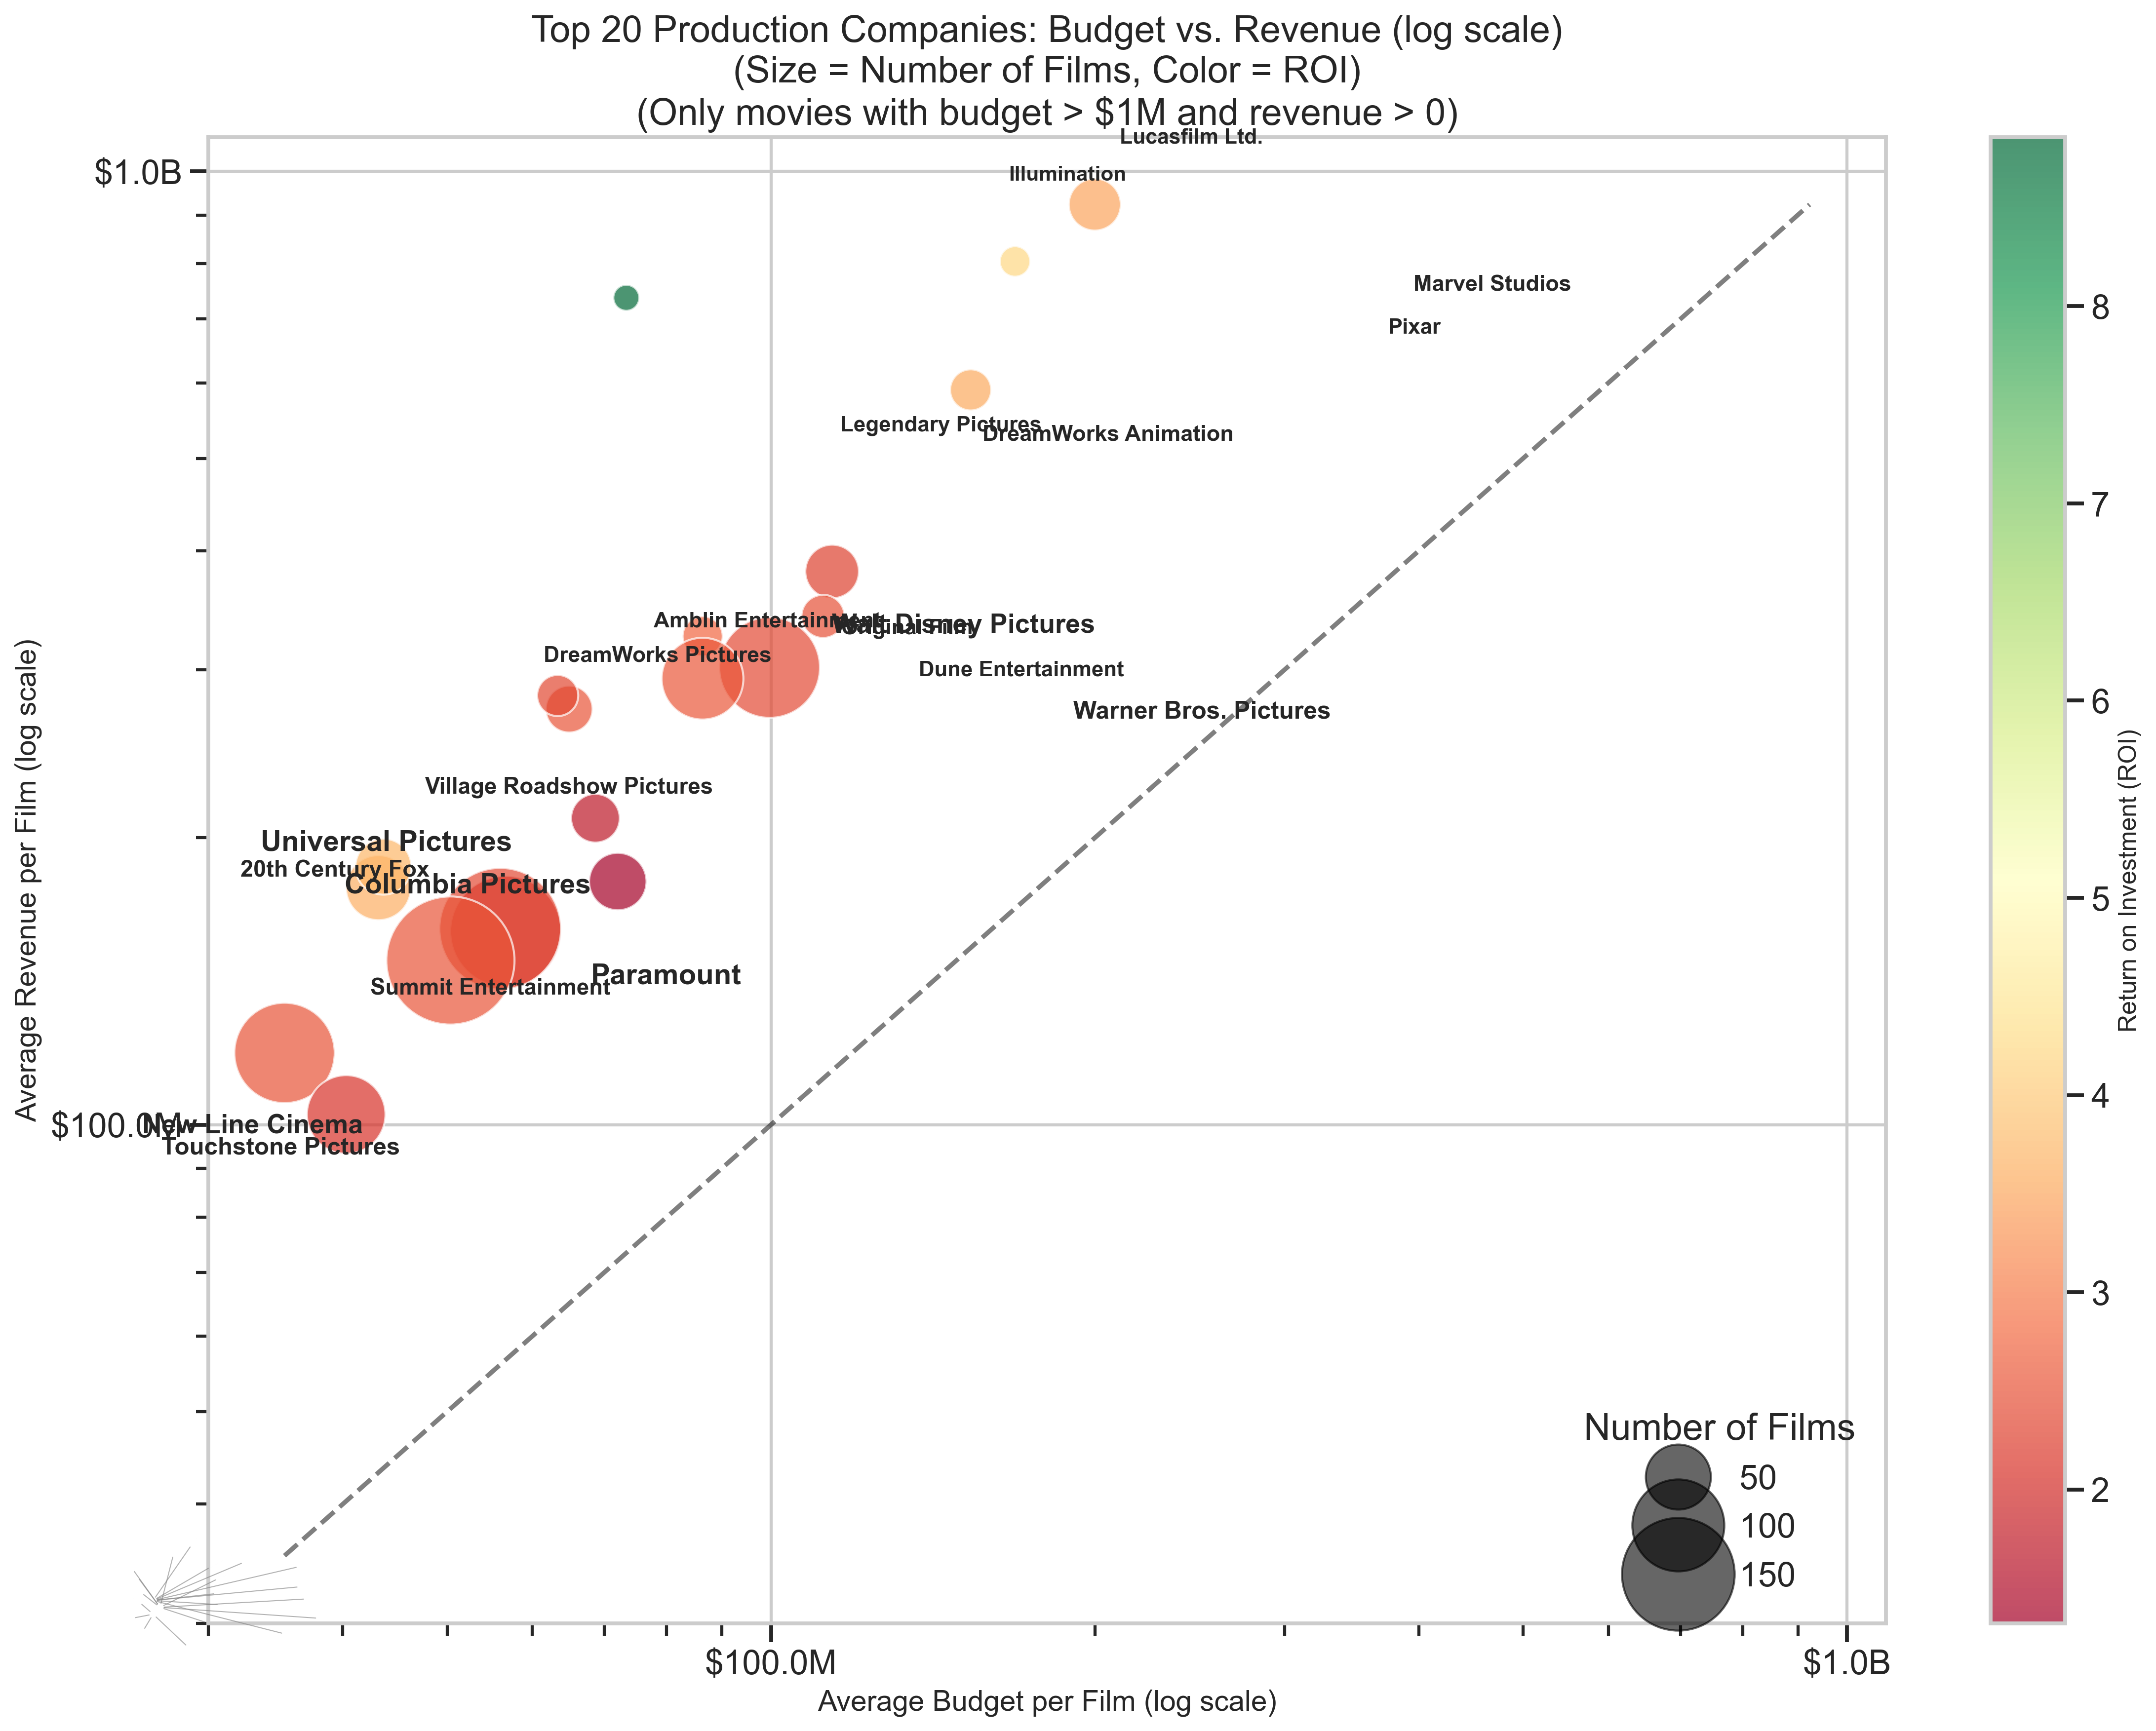 Top 20 Production Companies: Budget vs. Revenue (log scale)
(Size = Number of Films, Color = ROI)
(Only movies with budget > $1M and revenue > 0)
Lucasfilm Ltd.
$1.0B
Illumination
Marvel Studios
Pixar
Legendary Pictures
DreamWorks Animation
Amblin Entertainment
Walt Disney Pictures
Original Film
DreamWorks Pictures
Dune Entertainment
Warner Bros. Pictures
Village Roadshow Pictures
Universal Pictures
20th Century Fox
Columbia Pictures
Paramount
Summit Entertainment
$100.0M
New Line Cinema
Touchstone Pictures
Average Revenue per Film (log scale)
Number of Films
50
100
150
$100.0M
$1.0B
Average Budget per Film (log scale)
8
7
6
5
4
3
2
Return on Investment (ROI)